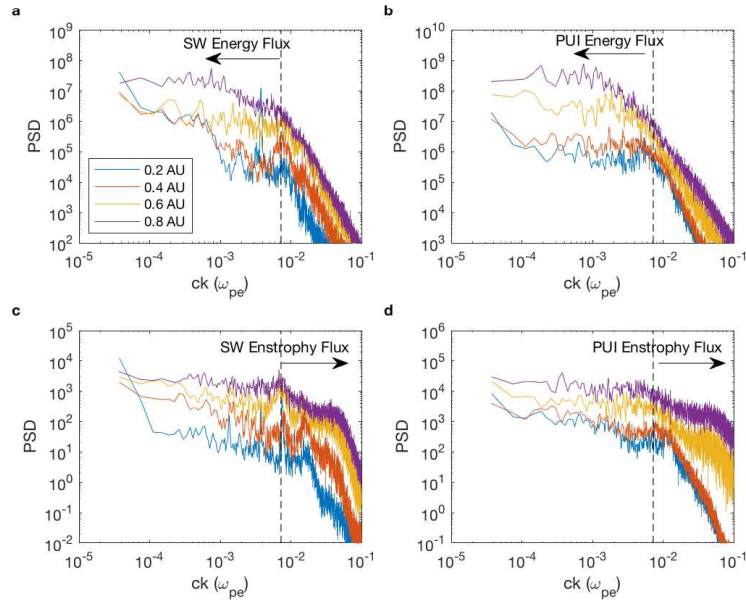 a
SW Energy Flux
10^9
10^8
10^7
10^6
10^5
10^4
10^3
10^2
PSD
0.2 AU
0.4 AU
0.6 AU
0.8 AU
10^-5 10^-4 10^-3 10^-2 10^-1
ck (ω_pe)
b
PUI Energy Flux
10^10
10^9
10^8
10^7
10^6
10^5
10^4
10^3
PSD
10^-5 10^-4 10^-3 10^-2 10^-1
ck (ω_pe)
c
SW Enstrophy Flux
10^5
10^4
10^3
10^2
10^1
10^0
10^-1
10^-2
PSD
10^-5 10^-4 10^-3 10^-2 10^-1
ck (ω_pe)
d
PUI Enstrophy Flux
10^6
10^5
10^4
10^3
10^2
10^1
10^0
10^-1
PSD
10^-5 10^-4 10^-3 10^-2 10^-1
ck (ω_pe)